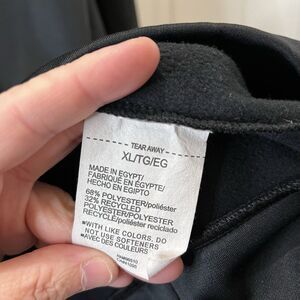 TEAR AWAY
XL/TG/EG
MADE IN EGYPT/
FABRIQUÉ EN ÉGYPTE/
HECHO EN EGIPTO
68% POLYESTER/poliéster
32% RECYCLED
POLYESTER/POLYESTER
RECYCLÉ/poliéster reciclado
■WITH LIKE COLORS. DO
NOT USE SOFTENERS
■AVEC DES COULEURS